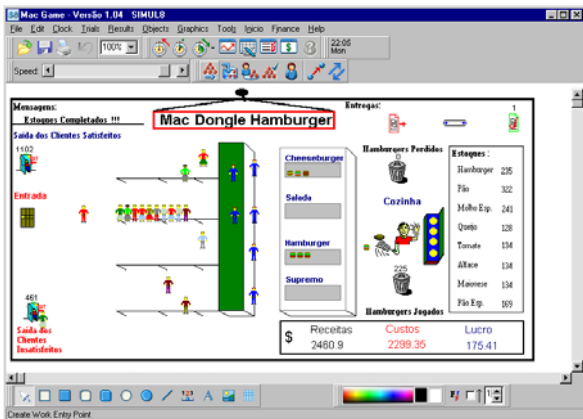 Mac Game - Versão 1.04 SIMUL8
File Edit Clock Trials Results Objects Graphics Tools Iniçio Finance Help
100%
22:05
Mon
Speed:
Mensagens:
Estoques Completados !!!
Mac Dongle Hamburger
Entregas:
1
Saida dos Clientes Satisfeitos
1102
Entrada
461
Saida dos
Clientes
Insatisfeitos
Cheeseburger
Salada
Hamburger
Supremo
Hamburgers Perdidos
Cozinha
225
Hamburgers Jogados
Estoques :
Hamburger 235
Pão 322
Molho Esp. 241
Queijo 128
Tomate 134
Alface 134
Maionese 134
Pão Esp. 169
$
Receitas Custos Lucro
2460.9 2299.35 175.41
Create Work Entry Point